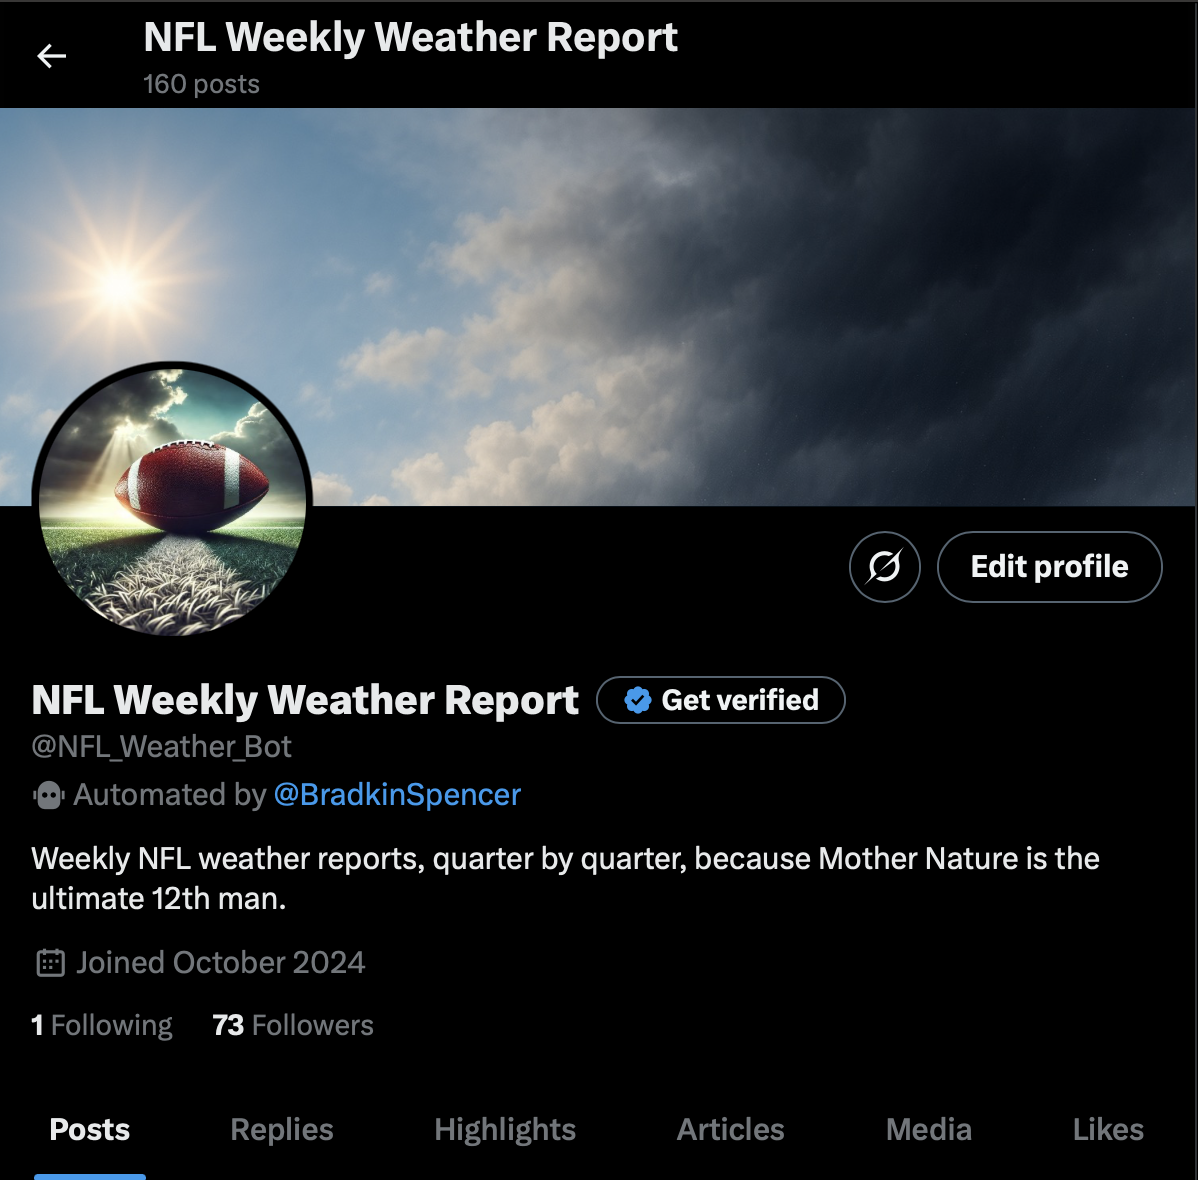 NFL Weekly Weather Report
160 posts
Edit profile
NFL Weekly Weather Report
Get verified
@NFL_Weather_Bot
Automated by @BradkinSpencer
Weekly NFL weather reports, quarter by quarter, because Mother Nature is the
ultimate 12th man.
Joined October 2024
1 Following 73 Followers
Posts Replies Highlights Articles Media Likes